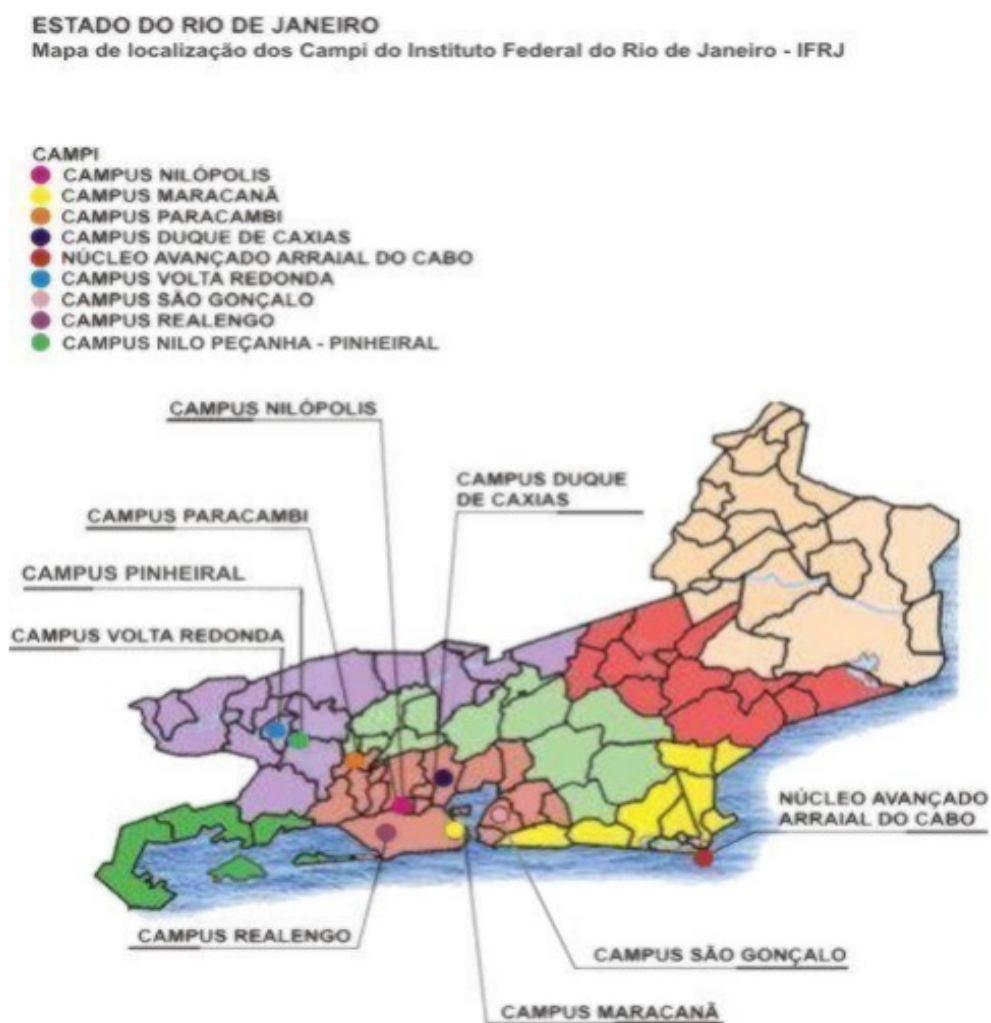 ESTADO DO RIO DE JANEIRO
Mapa de localização dos Campi do Instituto Federal do Rio de Janeiro - IFRJ
CAMPI
CAMPUS NILÓPOLIS
CAMPUS MARACANÃ
CAMPUS PARACAMBI
CAMPUS DUQUE DE CAXIAS
NÚCLEO AVANÇADO ARRAIAL DO CABO
CAMPUS VOLTA REDONDA
CAMPUS SÃO GONÇALO
CAMPUS REALENGO
CAMPUS NILO PEÇANHA - PINHEIRAL
CAMPUS NILÓPOLIS
CAMPUS DUQUE
DE CAXIAS
CAMPUS PARACAMBI
CAMPUS PINHEIRAL
CAMPUS VOLTA REDONDA
NÚCLEO AVANÇADO
ARRAIAL DO CABO
CAMPUS REALENGO
CAMPUS SÃO GONÇALO
CAMPUS MARACANÃ